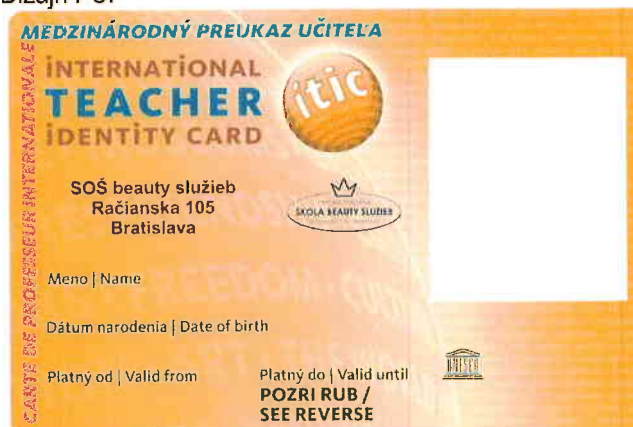 MEDZINÁRODNÝ PREUKAZ UČITEĽA
INTERNATIONAL
TEACHER
IDENTITY CARD
itic
CARTE DE PROFESSEUR INTERNATIONALE
SOŠ beauty služieb
Račianska 105
Bratislava
ŠKOLA BEAUTY SLUŽIEB
Meno | Name
Dátum narodenia | Date of birth
Platný od | Valid from
Platný do | Valid until
POZRI RUB /
SEE REVERSE
UNESCO